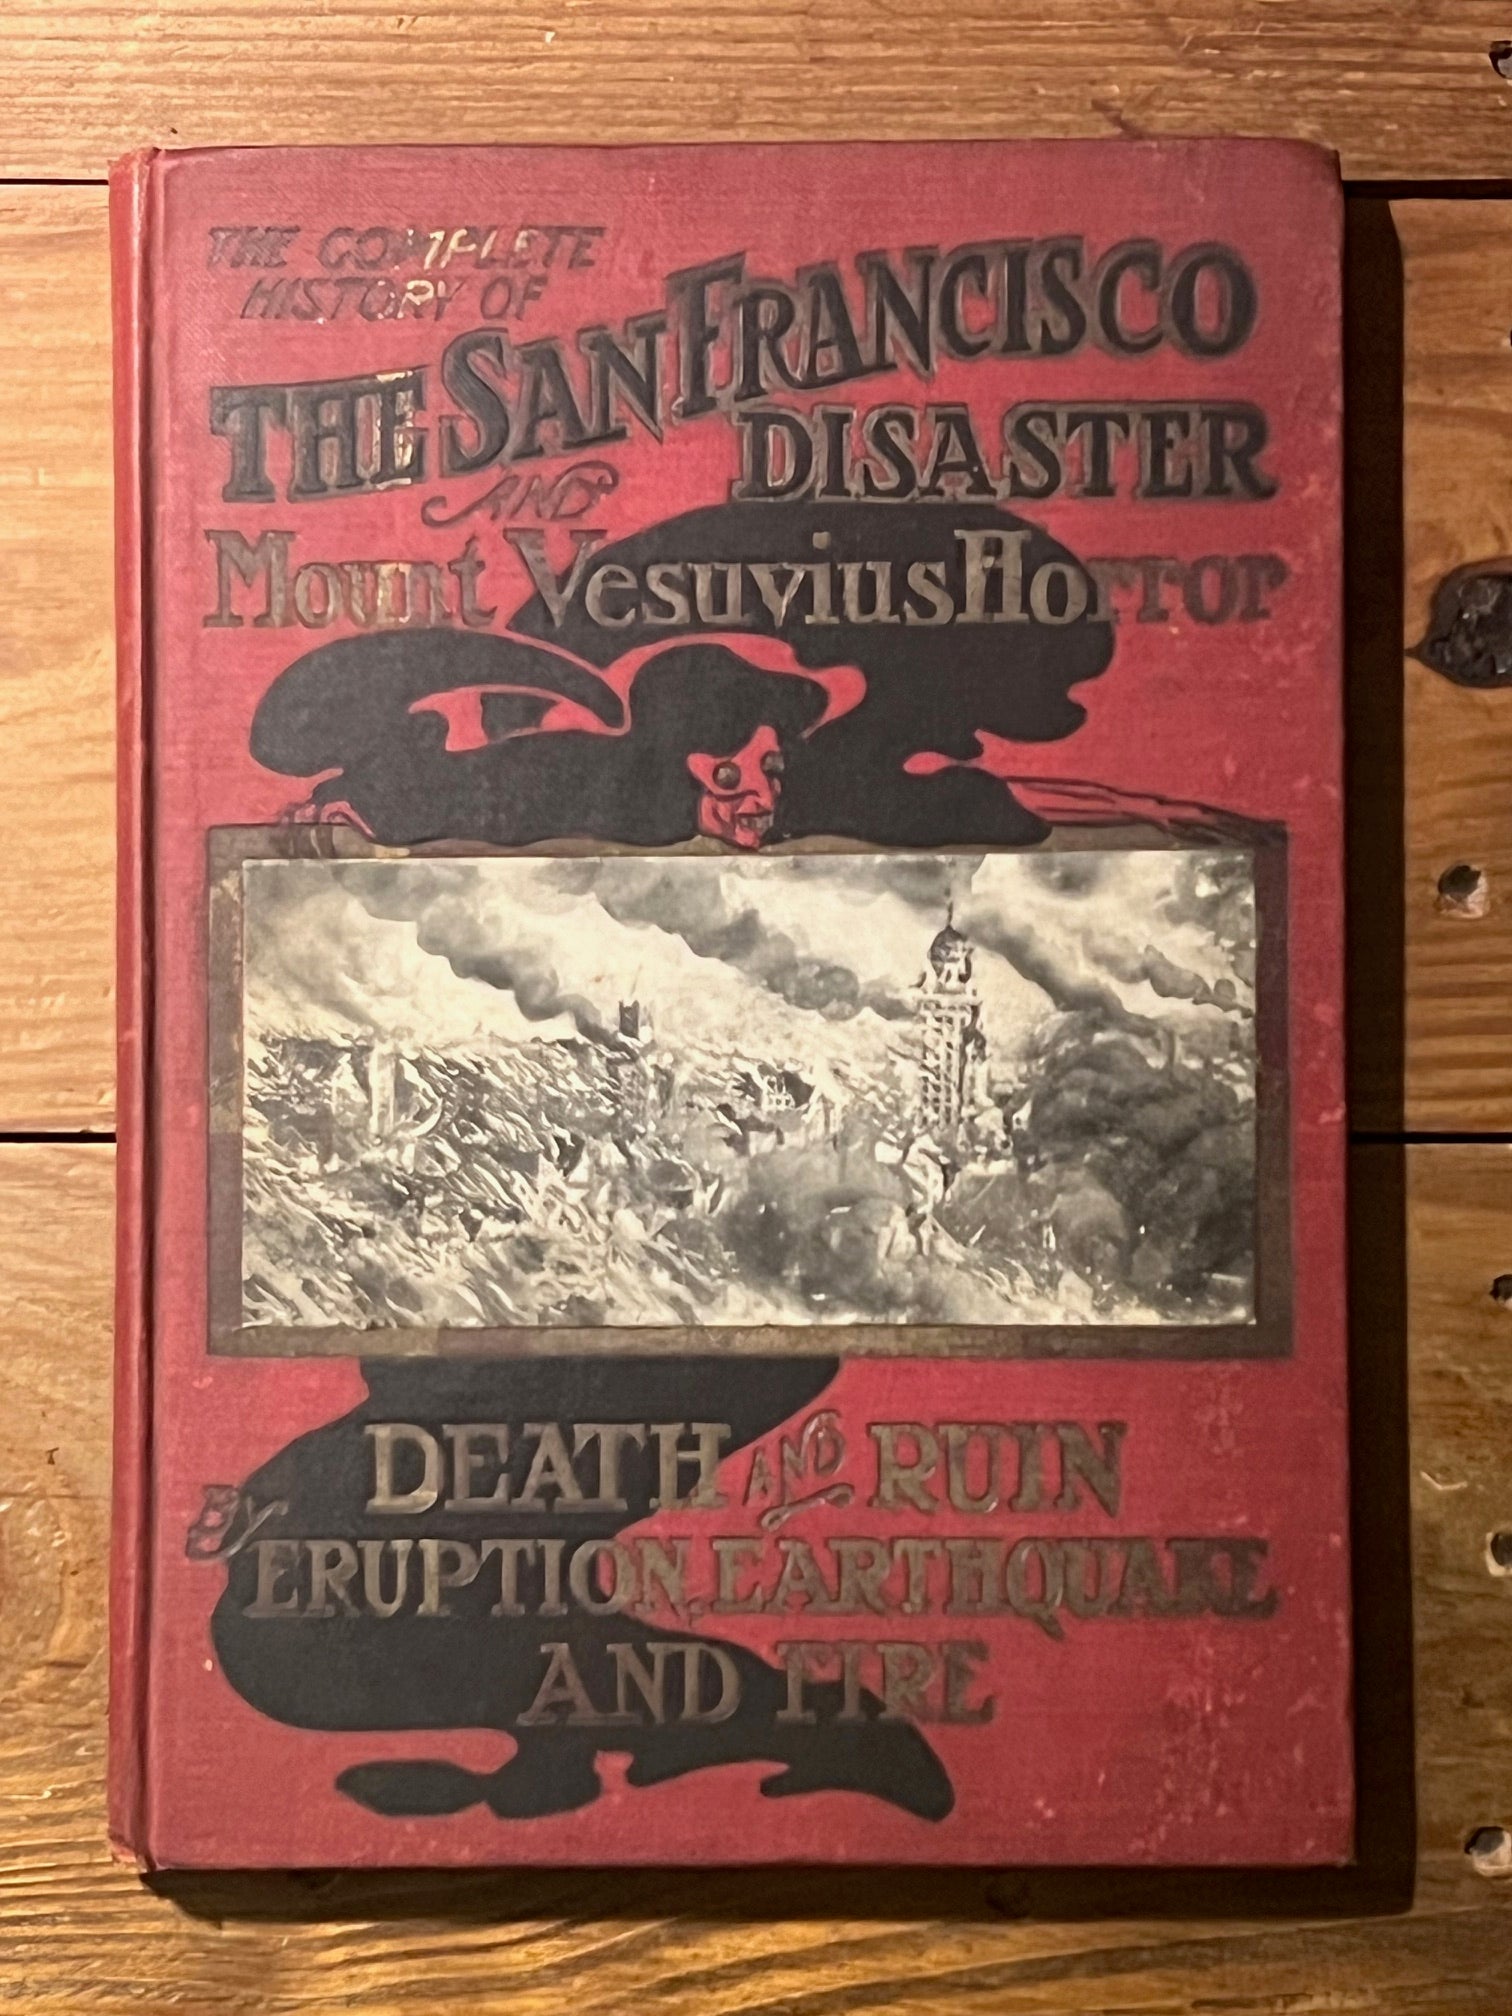 THE COMPLETE
HISTORY OF
THE SAN FRANCISCO
AND DISASTER
Mount Vesuvius Horror
DEATH AND RUIN
BY ERUPTION, EARTHQUAKE
AND FIRE